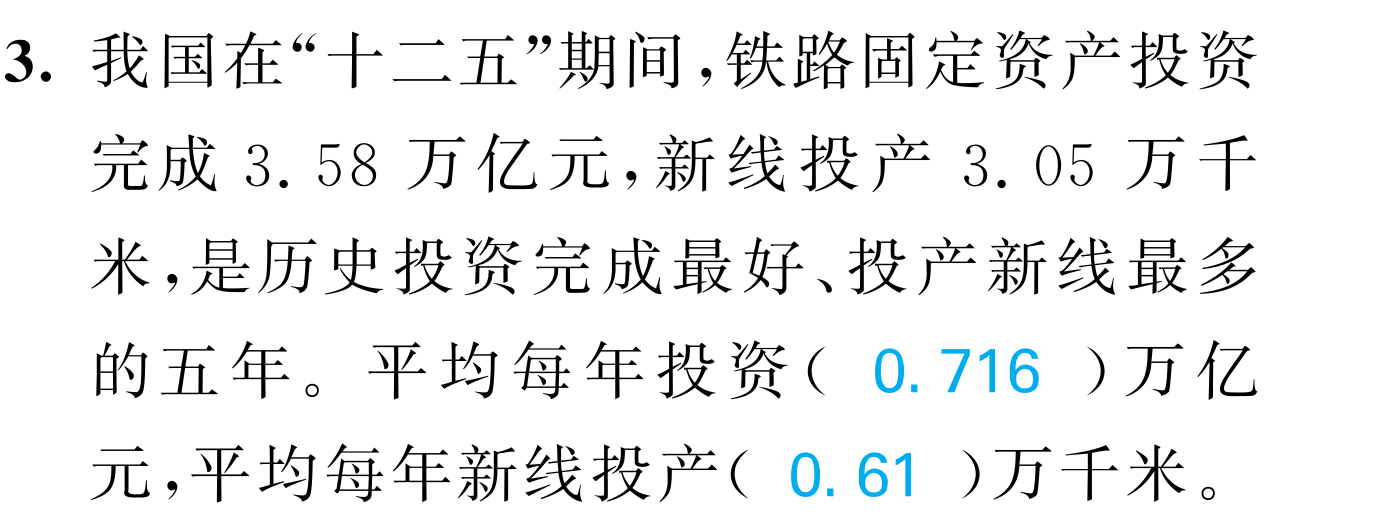 3. 我国在“十二五”期间,铁路固定资产投资
完成 3.58 万亿元,新线投产 3.05 万千
米,是历史投资完成最好、投产新线最多
的五年。平均每年投资( 0.716 )万亿
元,平均每年新线投产( 0.61 )万千米。